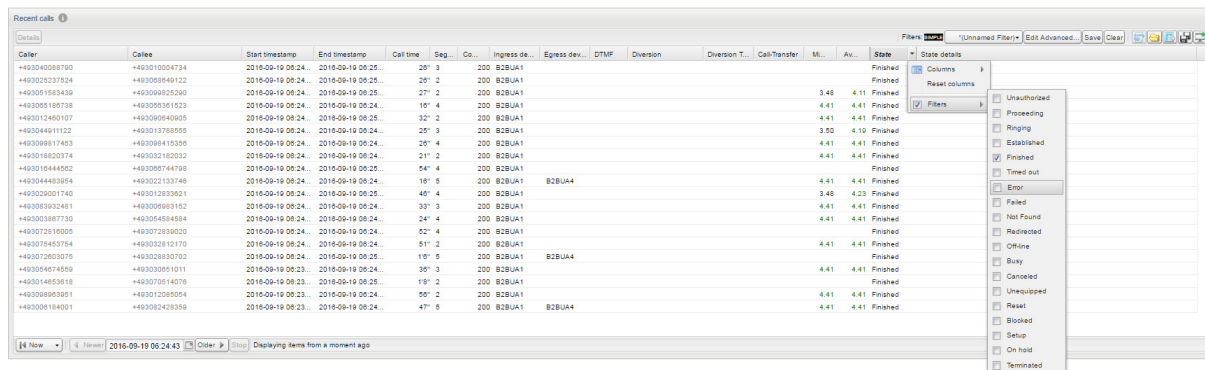 Recent calls
Details
Filters: SIMPLE *(Unnamed Filter) Edit Advanced... Save Clear
Caller Callee Start timestamp End timestamp Call time Seg... Co... Ingress de... Egress dev... DTMF Diversion Diversion T... Call-Transfer Mi... Av... State State details
+493040088790 +493010004734 2016-09-19 06:24... 2016-09-19 06:25... 26" 3 200 B2BUA1 Finished
+493025237524 +493068649122 2016-09-19 06:24... 2016-09-19 06:25... 26" 2 200 B2BUA1 Finished
+493051583439 +493099825290 2016-09-19 06:24... 2016-09-19 06:25... 27" 2 200 B2BUA1 3.48 4.11 Finished
+493065186738 +493056361523 2016-09-19 06:24... 2016-09-19 06:24... 16" 4 200 B2BUA1 4.41 4.41 Finished
+493012460107 +493090640905 2016-09-19 06:24... 2016-09-19 06:25... 32" 2 200 B2BUA1 4.41 4.41 Finished
+493044911122 +493013788555 2016-09-19 06:24... 2016-09-19 06:24... 25" 3 200 B2BUA1 3.50 4.19 Finished
+493099817453 +493098415356 2016-09-19 06:24... 2016-09-19 06:24... 26" 4 200 B2BUA1 4.41 4.41 Finished
+493018820374 +493032182032 2016-09-19 06:24... 2016-09-19 06:24... 21" 2 200 B2BUA1 4.41 4.41 Finished
+493016444562 +493066744798 2016-09-19 06:24... 2016-09-19 06:25... 54" 4 200 B2BUA1 Finished
+493044483954 +493022133746 2016-09-19 06:24... 2016-09-19 06:24... 16" 5 200 B2BUA1 B2BUA4 4.41 4.41 Finished
+493029001740 +493012833621 2016-09-19 06:24... 2016-09-19 06:25... 46" 4 200 B2BUA1 3.48 4.23 Finished
+493083932481 +493006983152 2016-09-19 06:24... 2016-09-19 06:24... 33" 3 200 B2BUA1 4.41 4.41 Finished
+493003867730 +493054584584 2016-09-19 06:24... 2016-09-19 06:24... 24" 4 200 B2BUA1 4.41 4.41 Finished
+493072816005 +493072839020 2016-09-19 06:24... 2016-09-19 06:24... 52" 4 200 B2BUA1 Finished
+493075453754 +493032812170 2016-09-19 06:24... 2016-09-19 06:24... 51" 2 200 B2BUA1 4.41 4.41 Finished
+493072603075 +493028830702 2016-09-19 06:24... 2016-09-19 06:25... 1'6" 5 200 B2BUA1 B2BUA4 Finished
+493054674559 +493030651011 2016-09-19 06:23... 2016-09-19 06:24... 36" 3 200 B2BUA1 4.41 4.41 Finished
+493014653618 +493070514076 2016-09-19 06:23... 2016-09-19 06:25... 1'8" 2 200 B2BUA1 Finished
+493098963951 +493012085054 2016-09-19 06:23... 2016-09-19 06:24... 56" 2 200 B2BUA1 4.41 4.41 Finished
+493006184001 +493082428359 2016-09-19 06:23... 2016-09-19 06:24... 47" 5 200 B2BUA1 B2BUA4 4.41 4.41 Finished
Columns
Reset columns
Filters
Unauthorized
Proceeding
Ringing
Established
Finished
Timed out
Error
Failed
Not Found
Redirected
Off-line
Busy
Canceled
Unequipped
Reset
Blocked
Setup
On hold
Terminated
Now Newer 2016-09-19 06:24:43 Older Stop Displaying items from a moment ago